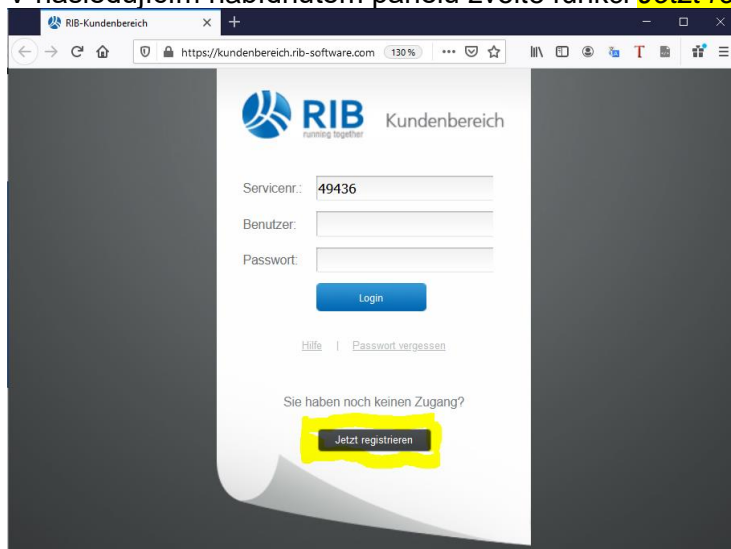 RIB-Kundenbereich
https://kundenbereich.rib-software.com 130 %
RIB Kundenbereich
running together
Servicenr.: 49436
Benutzer:
Passwort:
Login
Hilfe | Passwort vergessen
Sie haben noch keinen Zugang?
Jetzt registrieren